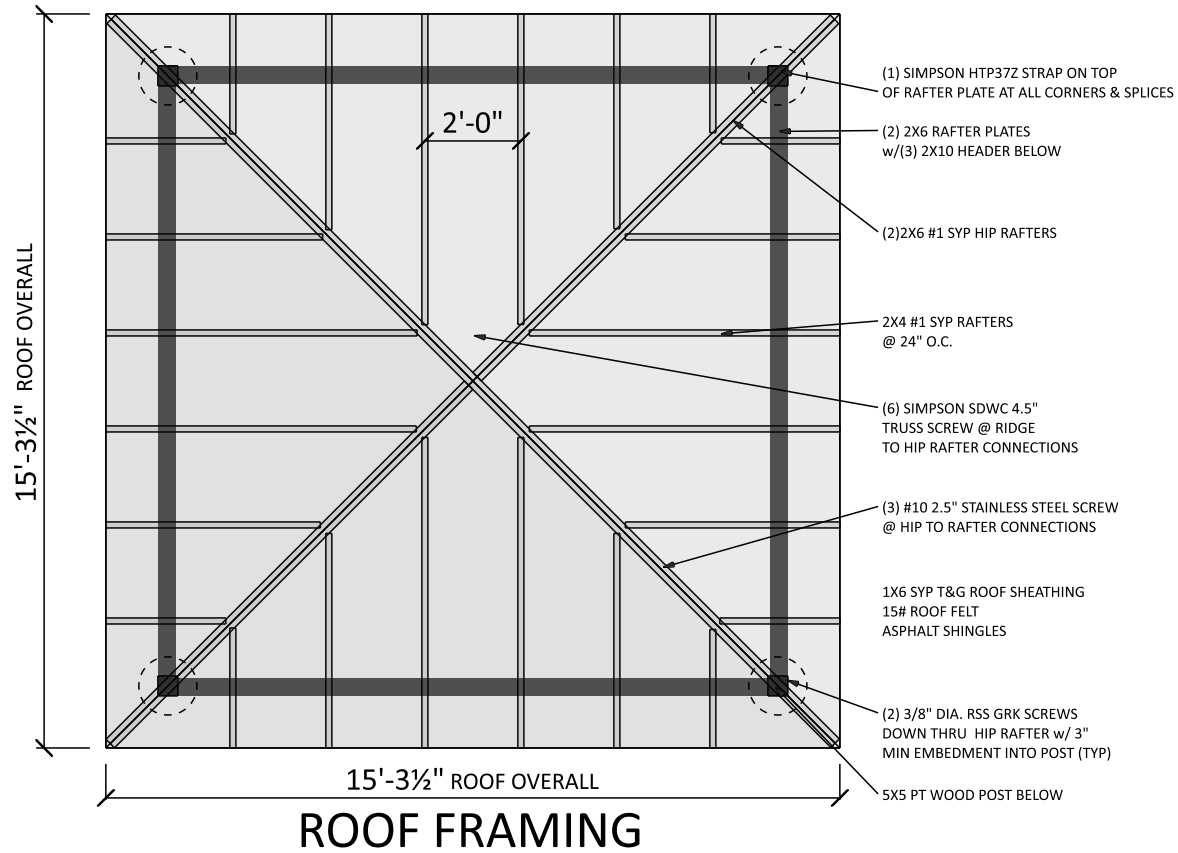 (1) SIMPSON HTP37Z STRAP ON TOP
OF RAFTER PLATE AT ALL CORNERS & SPLICES
2'-0"
(2) 2X6 RAFTER PLATES
w/(3) 2X10 HEADER BELOW
(2)2X6 #1 SYP HIP RAFTERS
15'-3½" ROOF OVERALL
2X4 #1 SYP RAFTERS
@ 24" O.C.
(6) SIMPSON SDWC 4.5"
TRUSS SCREW @ RIDGE
TO HIP RAFTER CONNECTIONS
(3) #10 2.5" STAINLESS STEEL SCREW
@ HIP TO RAFTER CONNECTIONS
1X6 SYP T&G ROOF SHEATHING
15# ROOF FELT
ASPHALT SHINGLES
(2) 3/8" DIA. RSS GRK SCREWS
DOWN THRU HIP RAFTER w/ 3"
MIN EMBEDMENT INTO POST (TYP)
5X5 PT WOOD POST BELOW
15'-3½" ROOF OVERALL
ROOF FRAMING